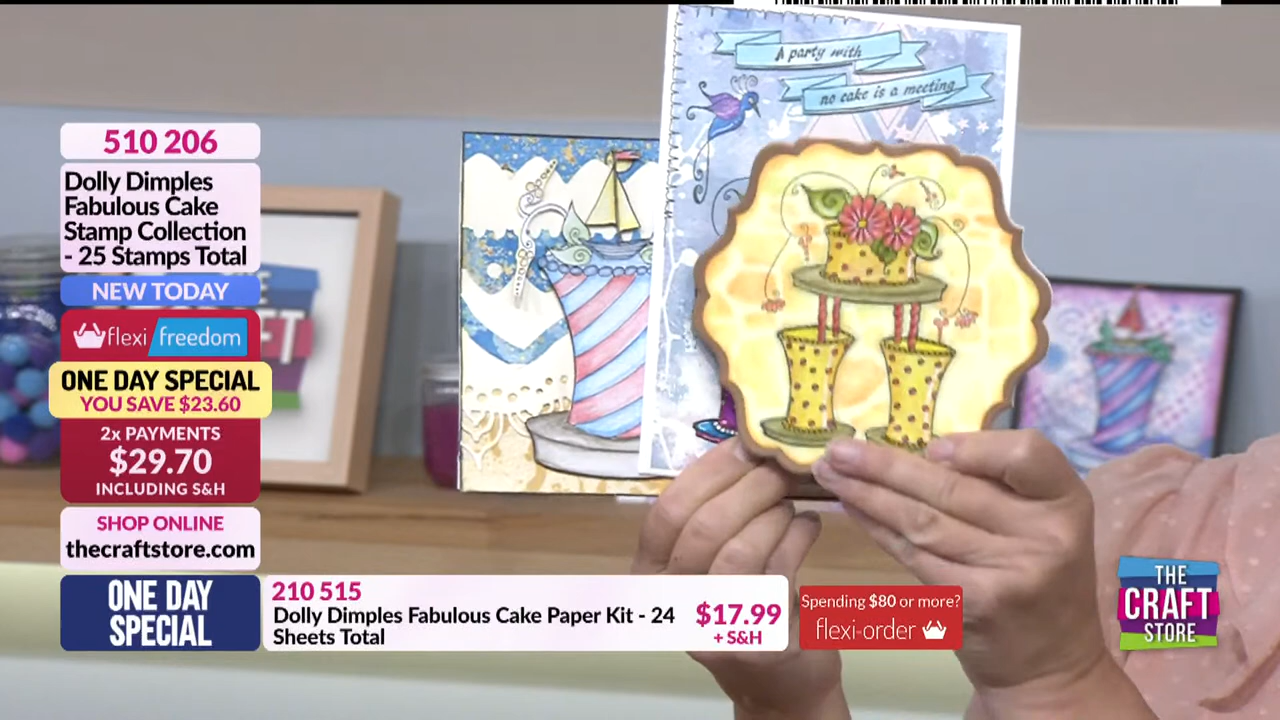 A party with
no cake is a meeting
510 206
Dolly Dimples
Fabulous Cake
Stamp Collection
- 25 Stamps Total
NEW TODAY
flexi freedom
ONE DAY SPECIAL
YOU SAVE $23.60
2x PAYMENTS
$29.70
INCLUDING S&H
SHOP ONLINE
thecraftstore.com
ONE DAY
SPECIAL
210 515
Dolly Dimples Fabulous Cake Paper Kit - 24
Sheets Total
$17.99
+ S&H
Spending $80 or more?
flexi-order
THE
CRAFT
STORE